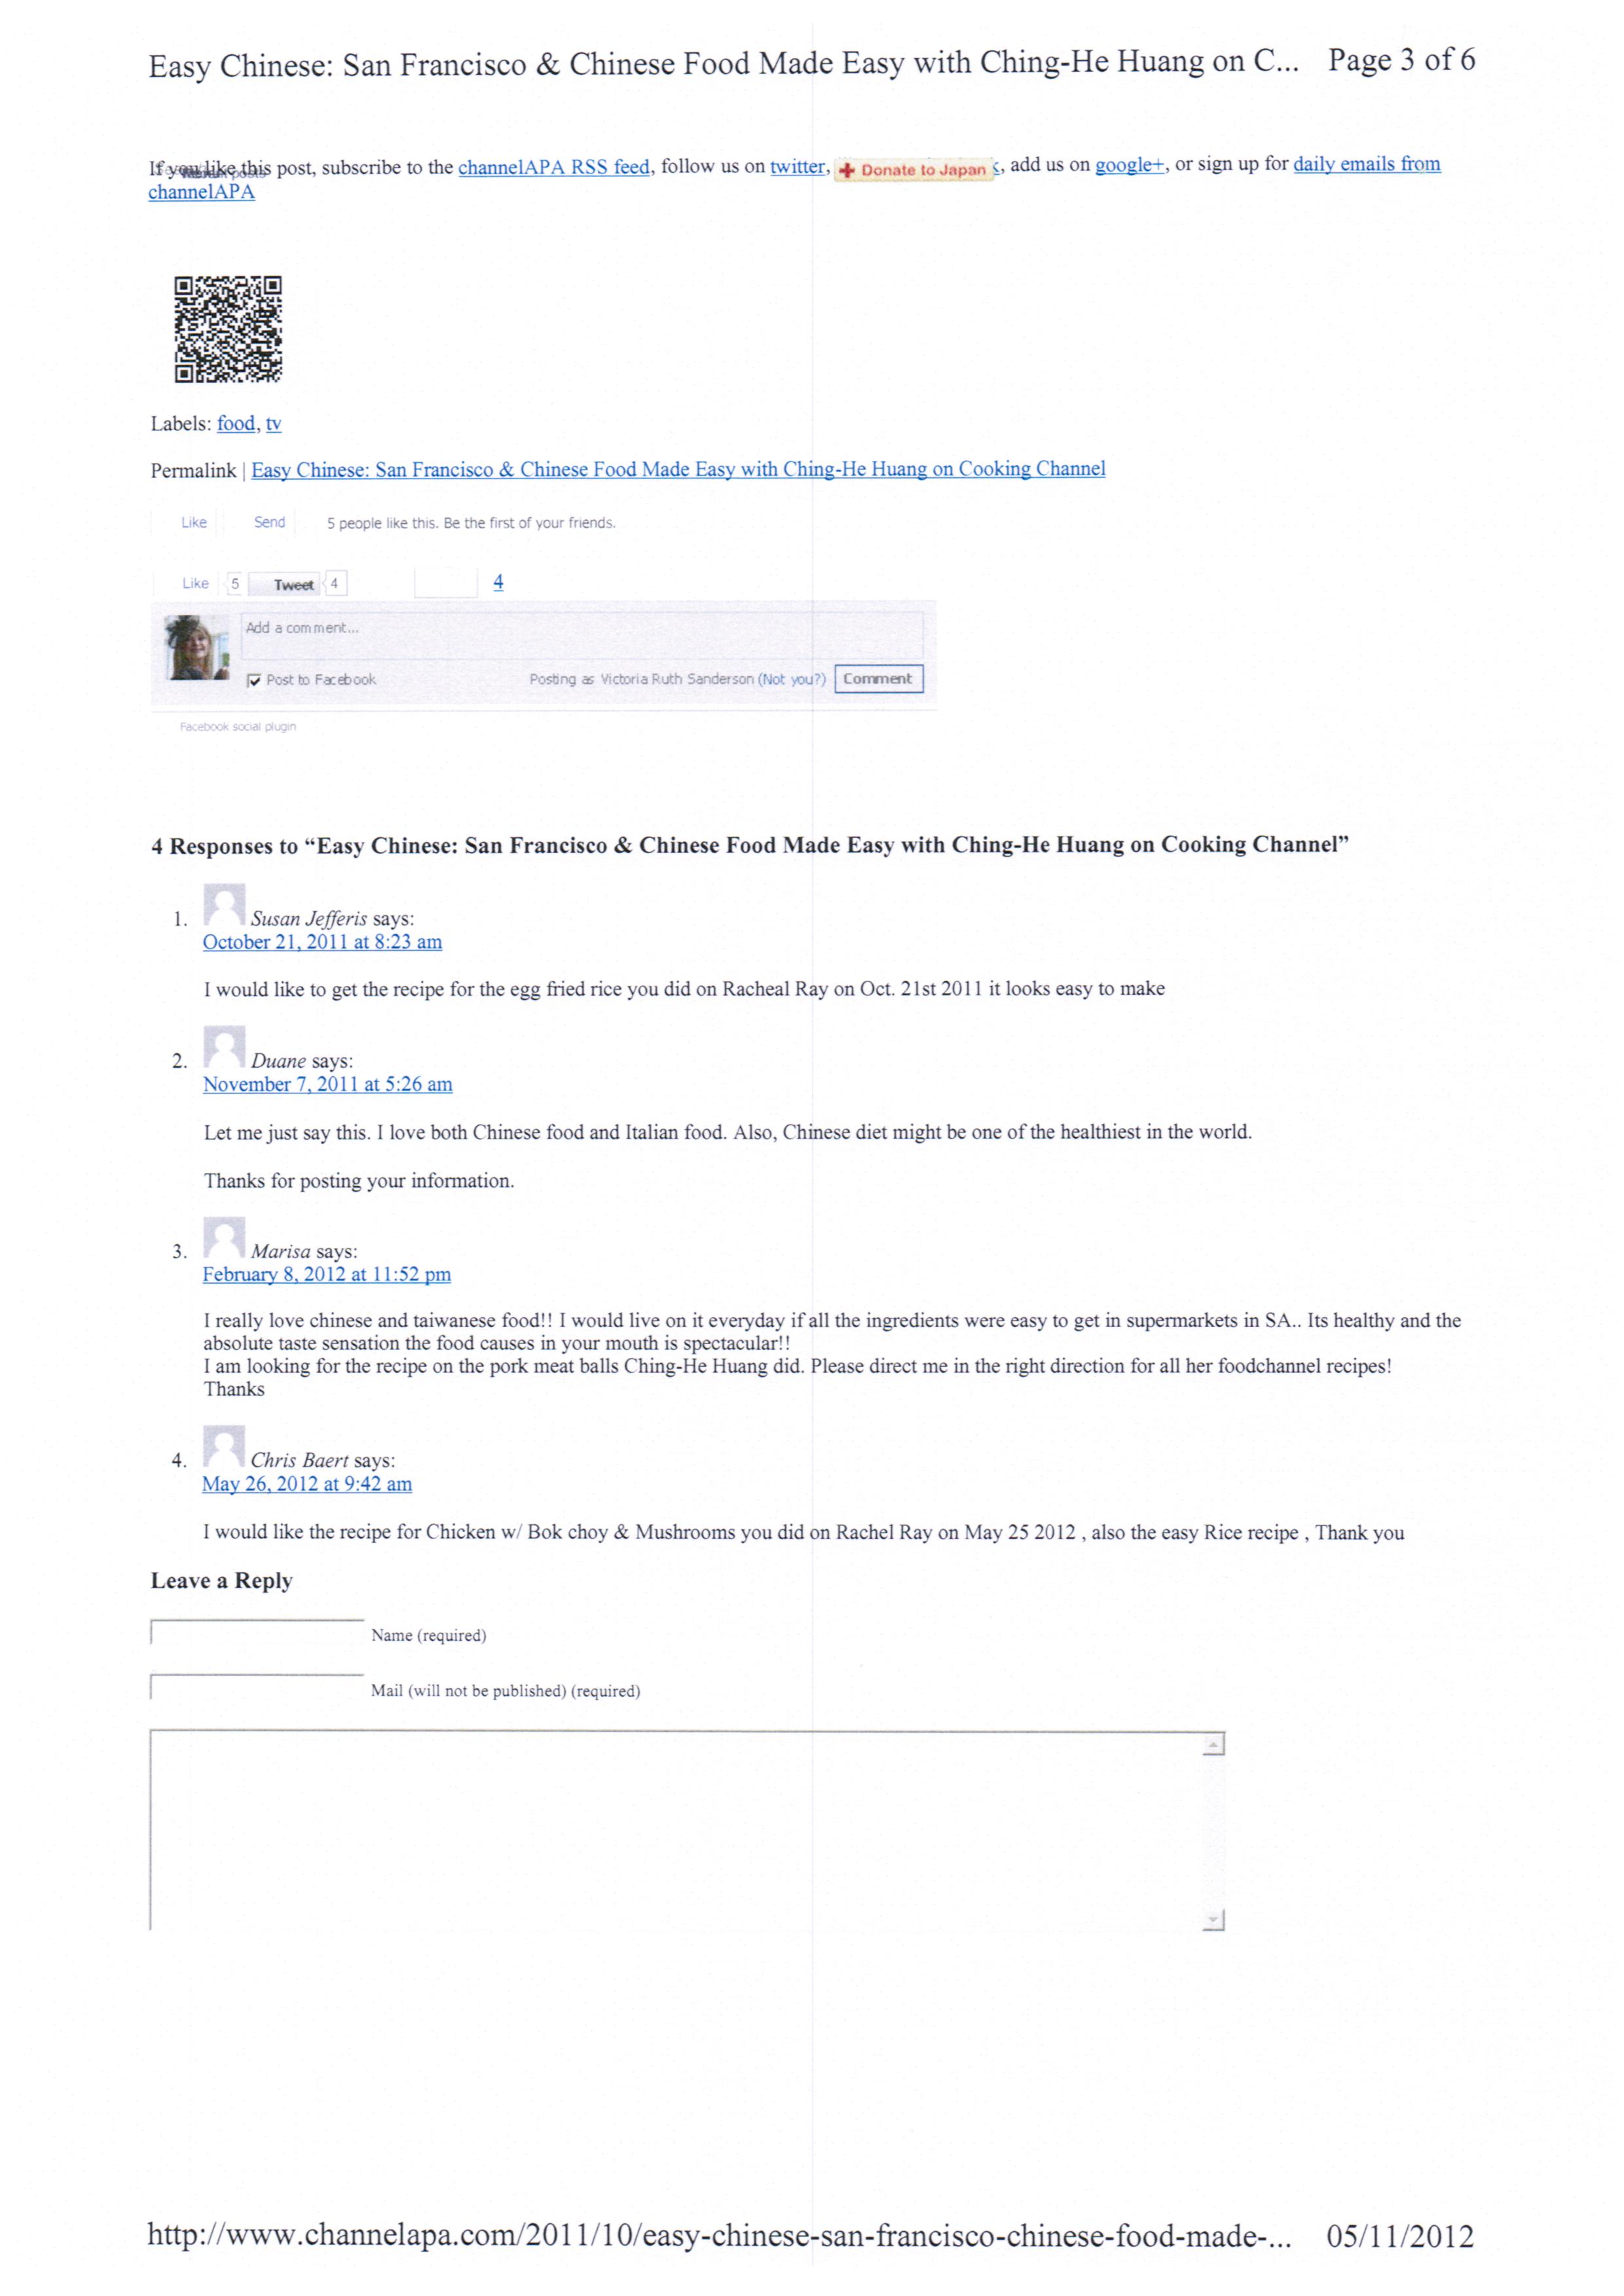 Easy Chinese: San Francisco & Chinese Food Made Easy with Ching-He Huang on C... Page 3 of 6
If you like this post, subscribe to the channelAPA RSS feed, follow us on twitter, Donate to Japan , add us on google+, or sign up for daily emails from
channelAPA
Labels: food, tv
Permalink | Easy Chinese: San Francisco & Chinese Food Made Easy with Ching-He Huang on Cooking Channel
Like Send 5 people like this. Be the first of your friends.
Like 5 Tweet 4 4
Add a comment...
Post to Facebook Posting as Victoria Ruth Sanderson (Not you?) Comment
Facebook social plugin
4 Responses to “Easy Chinese: San Francisco & Chinese Food Made Easy with Ching-He Huang on Cooking Channel”
1. Susan Jefferis says:
October 21, 2011 at 8:23 am
I would like to get the recipe for the egg fried rice you did on Racheal Ray on Oct. 21st 2011 it looks easy to make
2. Duane says:
November 7, 2011 at 5:26 am
Let me just say this. I love both Chinese food and Italian food. Also, Chinese diet might be one of the healthiest in the world.
Thanks for posting your information.
3. Marisa says:
February 8, 2012 at 11:52 pm
I really love chinese and taiwanese food!! I would live on it everyday if all the ingredients were easy to get in supermarkets in SA.. Its healthy and the
absolute taste sensation the food causes in your mouth is spectacular!!
I am looking for the recipe on the pork meat balls Ching-He Huang did. Please direct me in the right direction for all her foodchannel recipes!
Thanks
4. Chris Baert says:
May 26, 2012 at 9:42 am
I would like the recipe for Chicken w/ Bok choy & Mushrooms you did on Rachel Ray on May 25 2012 , also the easy Rice recipe , Thank you
Leave a Reply
Name (required)
Mail (will not be published) (required)
http://www.channelapa.com/2011/10/easy-chinese-san-francisco-chinese-food-made-... 05/11/2012